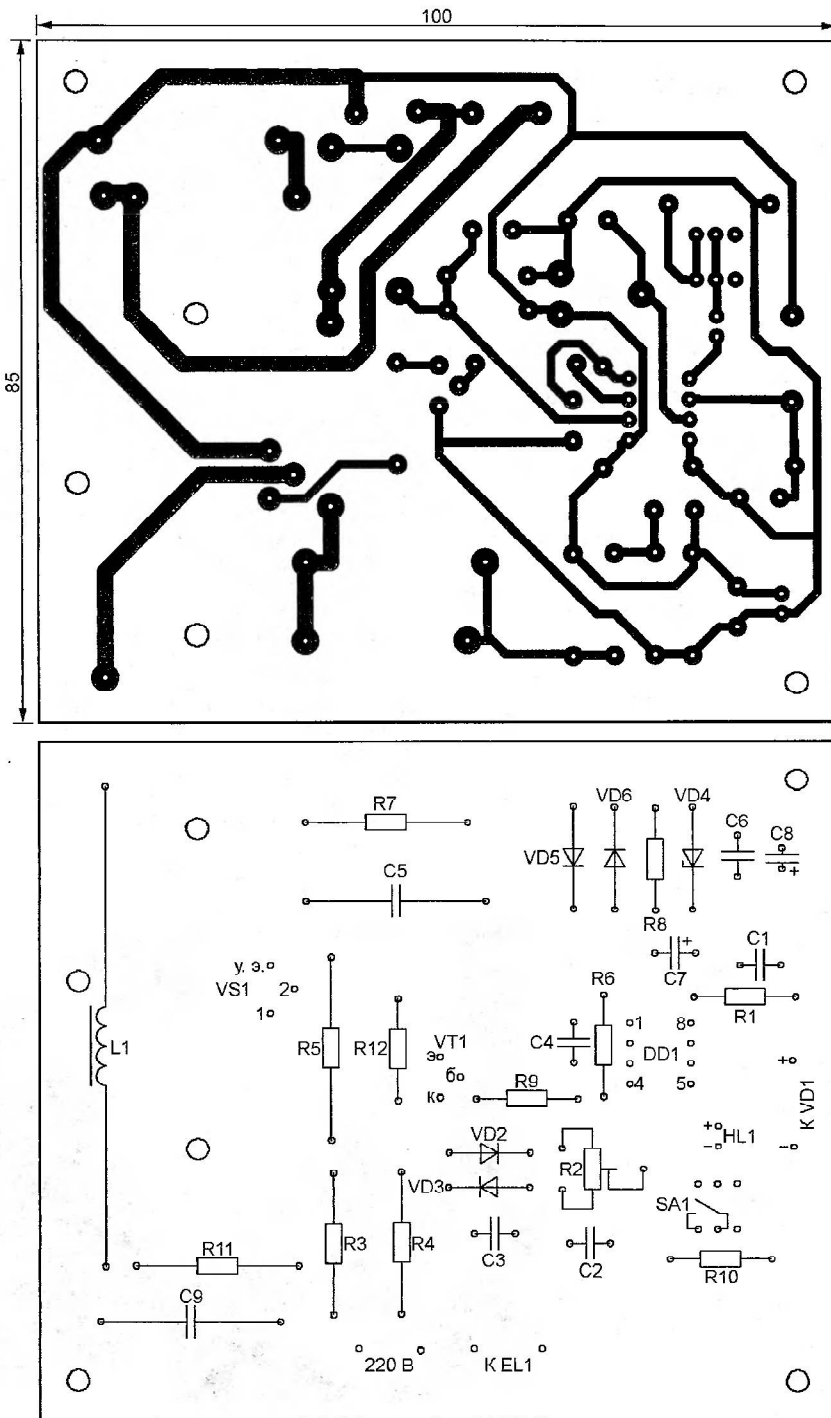 100
85
R7
VD6
VD4
C6
C8
+
VD5
C5
R8
C7
+
C1
у. э.
VS1
2
1
R6
R1
L1
R5
R12
VT1
э
б
к
C4
1
8
DD1
4
5
R9
+
К VD1
−
VD2
VD3
R2
+
−
HL1
SA1
R11
R3
R4
C3
C2
R10
C9
220 В
К EL1